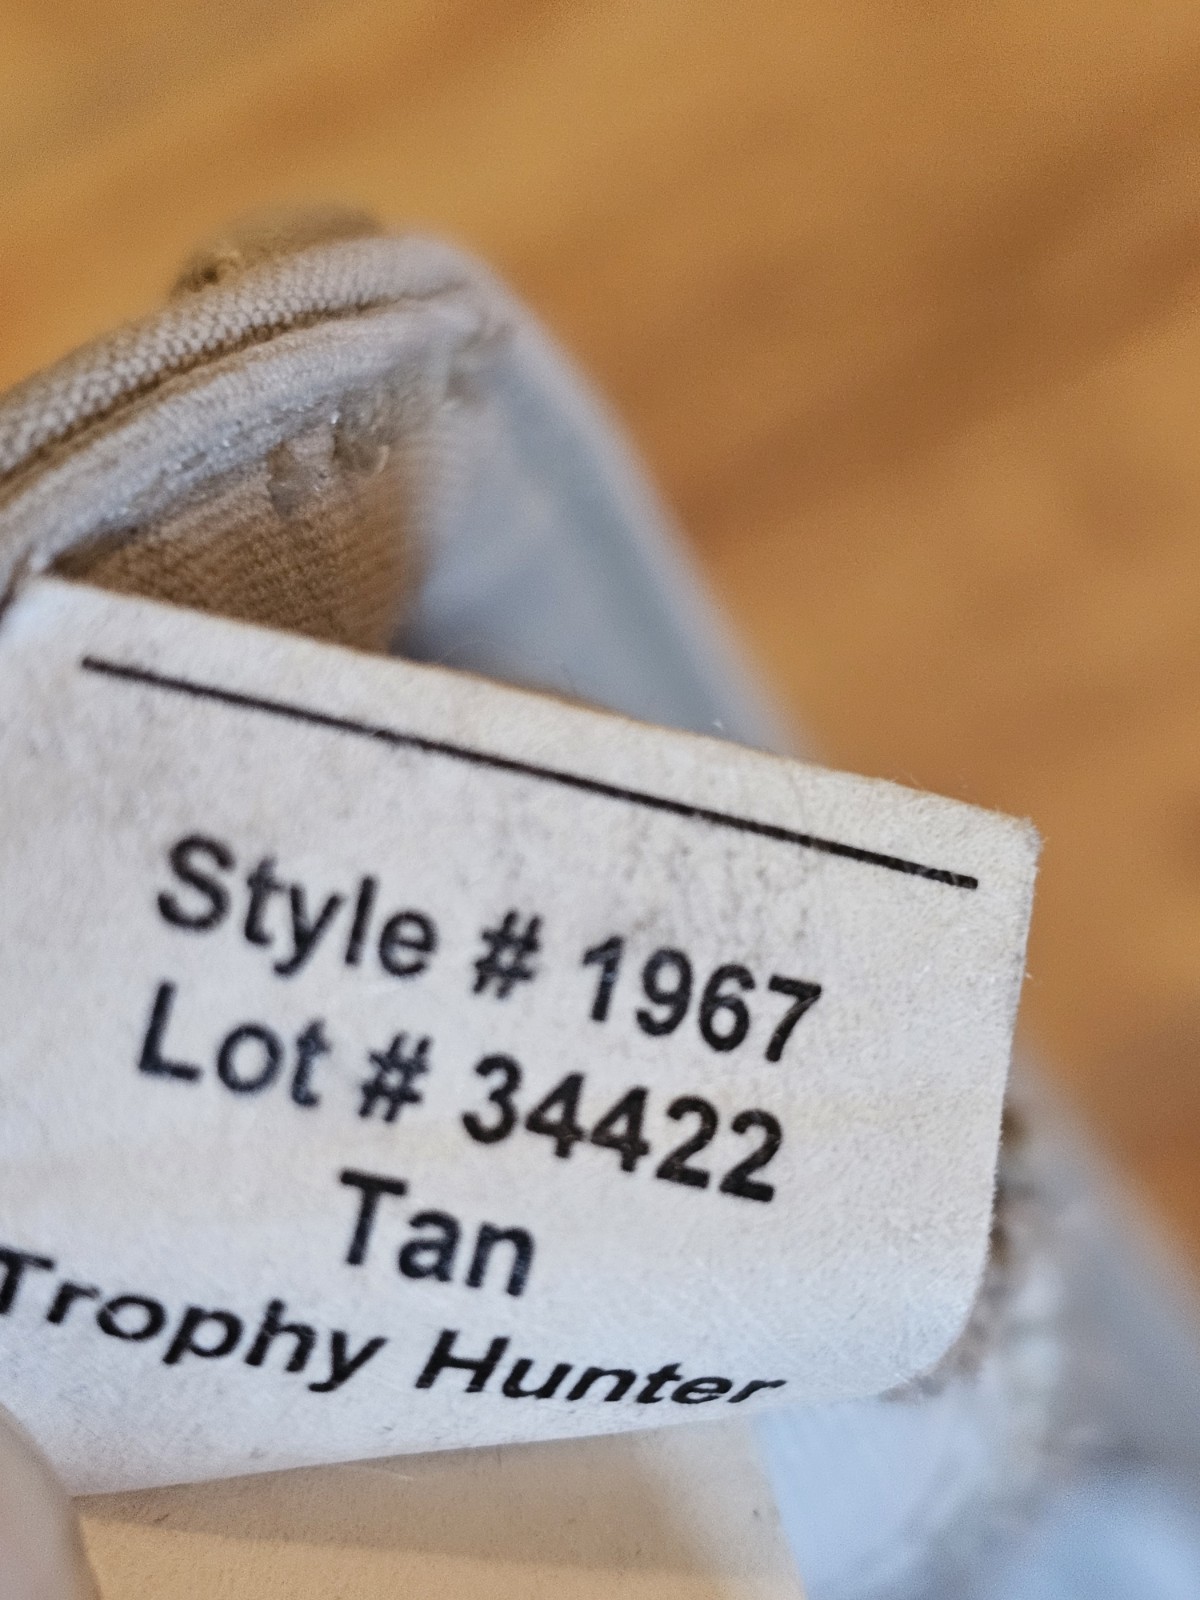 Style # 1967
Lot # 34422
Tan
Trophy Hunter